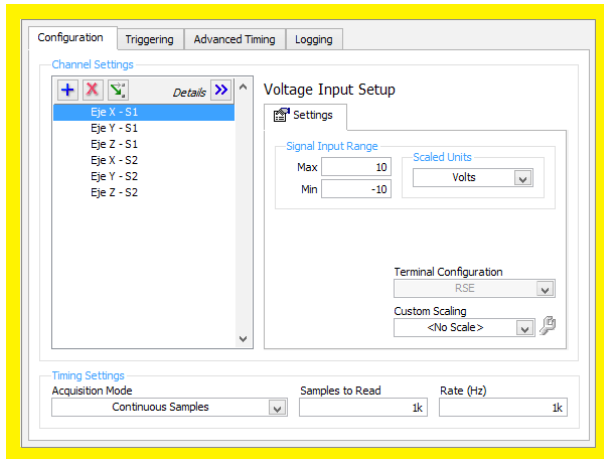 Configuration Triggering Advanced Timing Logging
Channel Settings
Details
Eje X - S1
Eje Y - S1
Eje Z - S1
Eje X - S2
Eje Y - S2
Eje Z - S2
Voltage Input Setup
Settings
Signal Input Range
Max 10
Min -10
Scaled Units
Volts
Terminal Configuration
RSE
Custom Scaling
<No Scale>
Timing Settings
Acquisition Mode Samples to Read Rate (Hz)
Continuous Samples 1k 1k